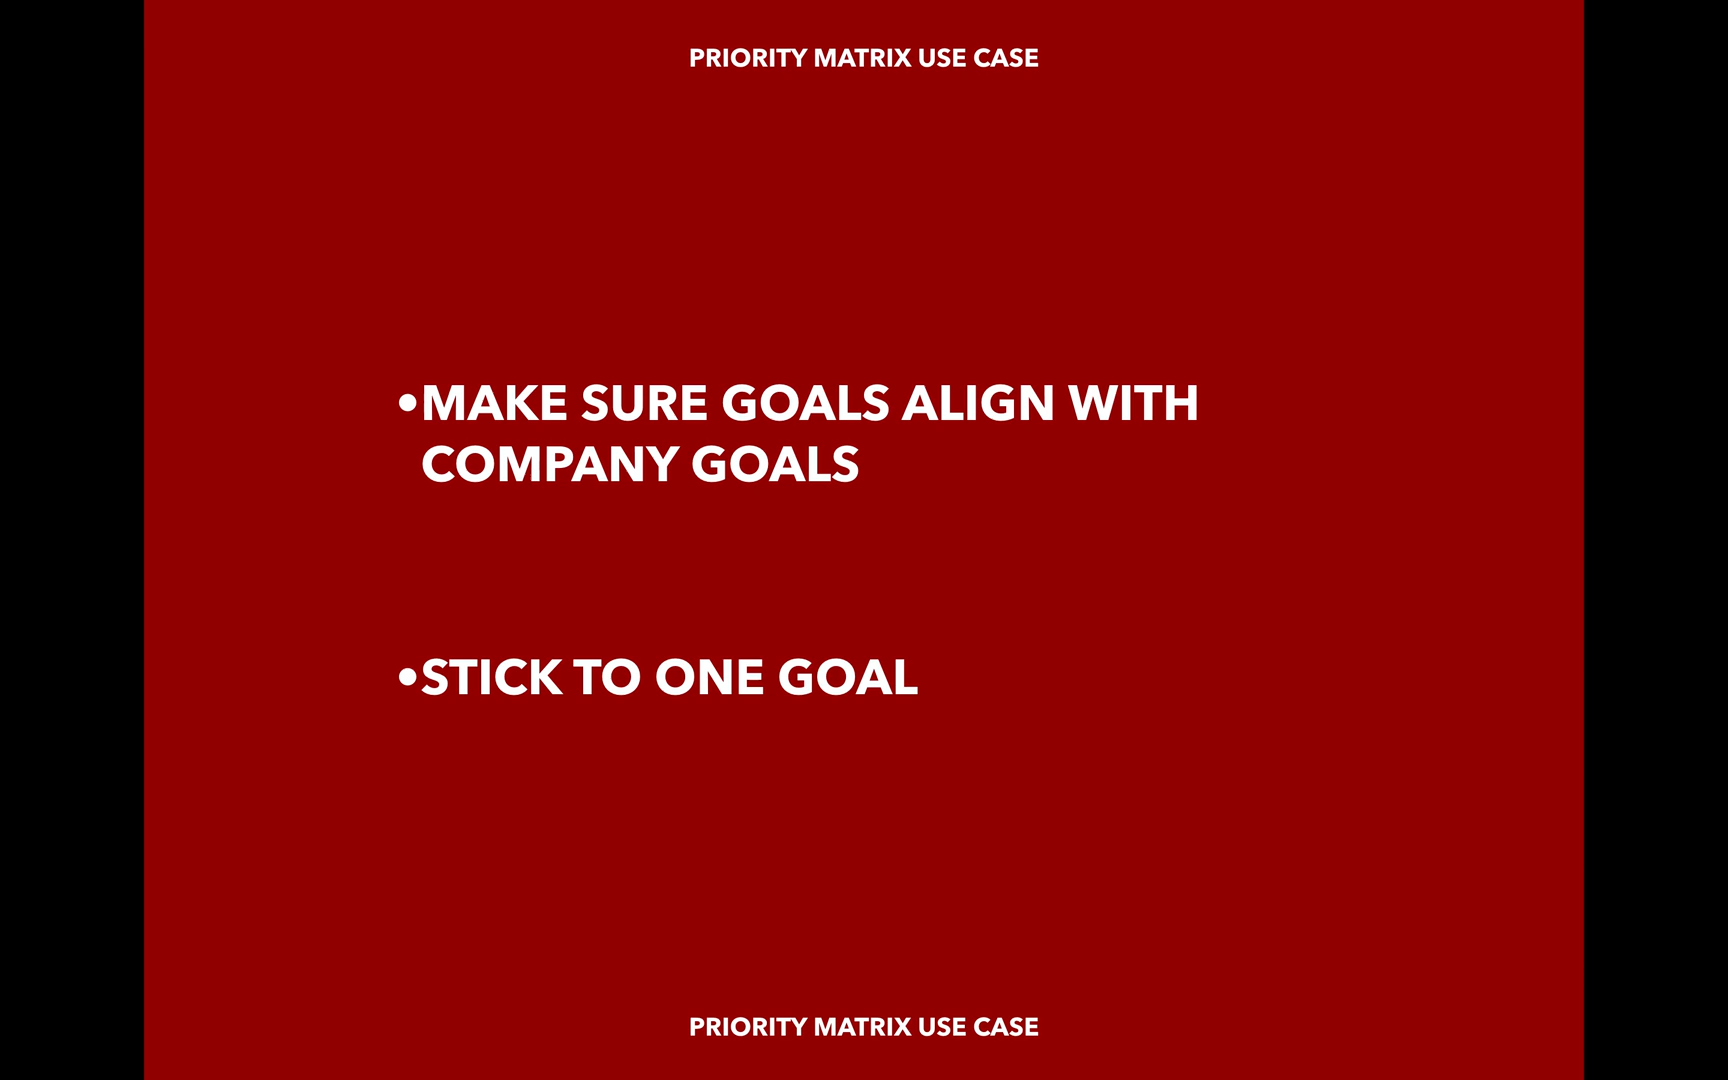 PRIORITY MATRIX USE CASE
•MAKE SURE GOALS ALIGN WITH
COMPANY GOALS
•STICK TO ONE GOAL
PRIORITY MATRIX USE CASE